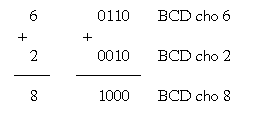 6 0110 BCD cho 6
+ +
2 0010 BCD cho 2
8 1000 BCD cho 8